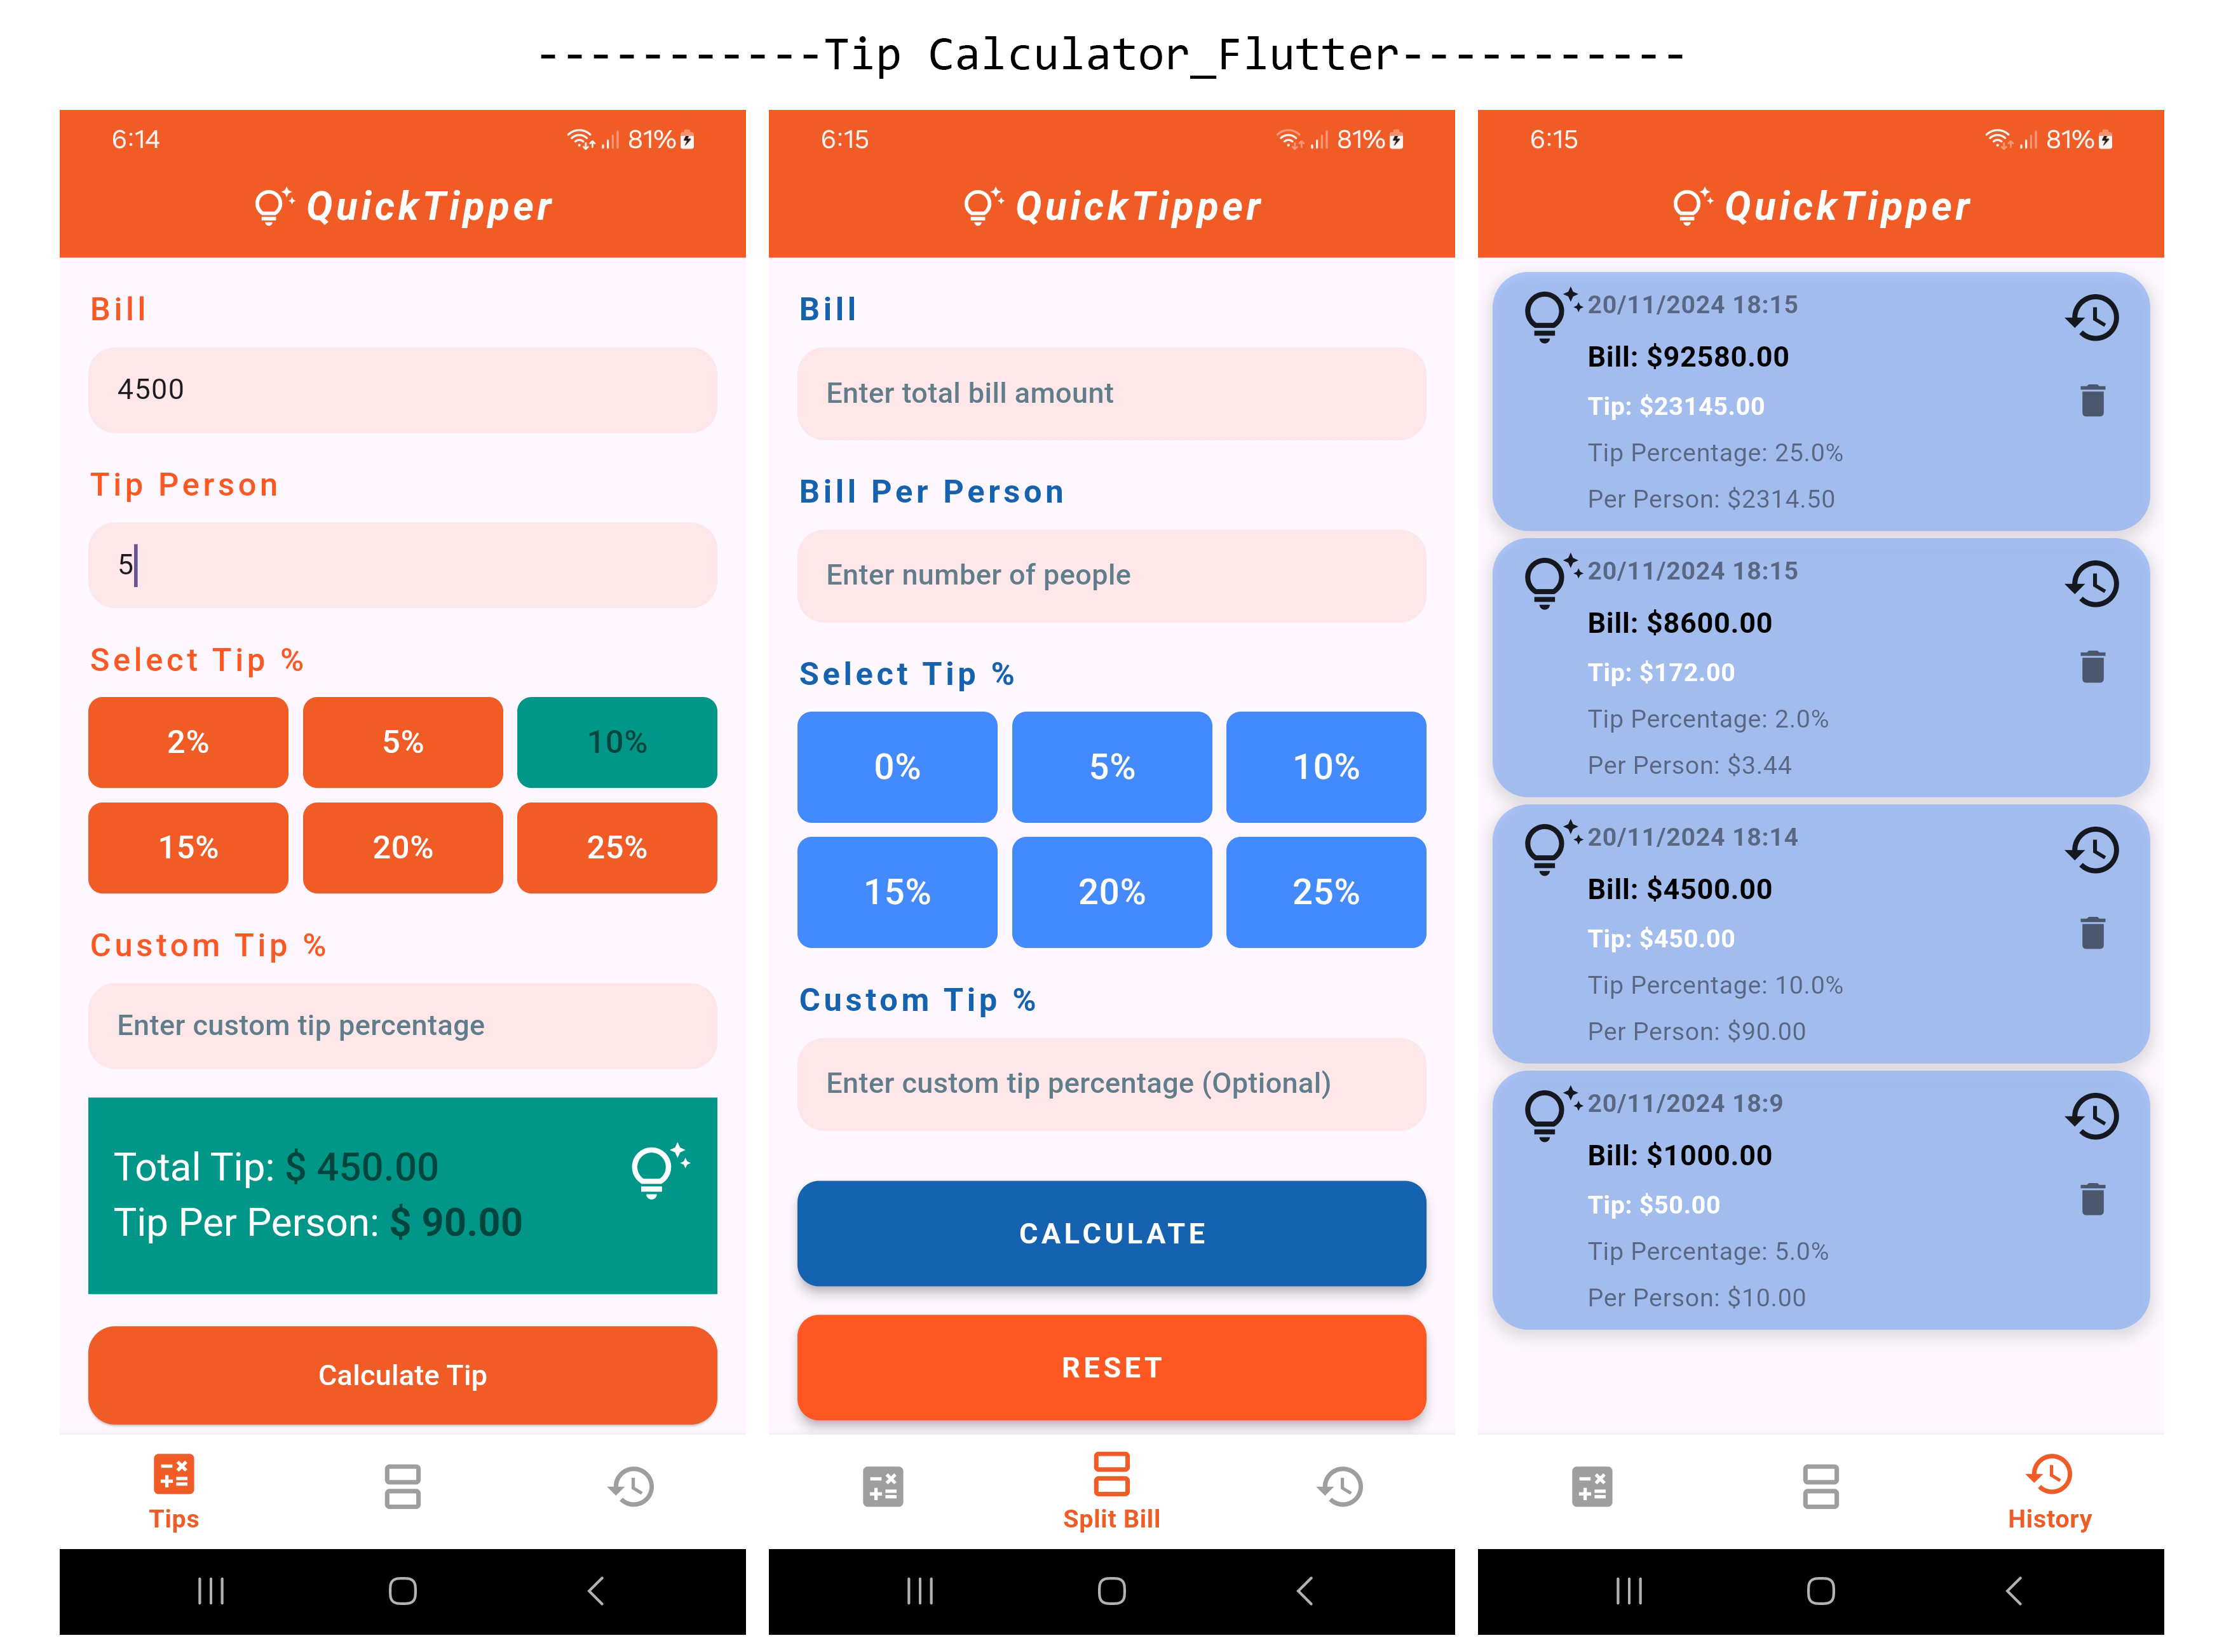 -----------Tip Calculator_Flutter-----------
6:14
81%
QuickTipper
Bill
4500
Tip Person
5
Select Tip %
2% 5% 10%
15% 20% 25%
Custom Tip %
Enter custom tip percentage
Total Tip: $ 450.00
Tip Per Person: $ 90.00
Calculate Tip
Tips
6:15
81%
QuickTipper
Bill
Enter total bill amount
Bill Per Person
Enter number of people
Select Tip %
0% 5% 10%
15% 20% 25%
Custom Tip %
Enter custom tip percentage (Optional)
CALCULATE
RESET
Split Bill
6:15
81%
QuickTipper
20/11/2024 18:15
Bill: $92580.00
Tip: $23145.00
Tip Percentage: 25.0%
Per Person: $2314.50
20/11/2024 18:15
Bill: $8600.00
Tip: $172.00
Tip Percentage: 2.0%
Per Person: $3.44
20/11/2024 18:14
Bill: $4500.00
Tip: $450.00
Tip Percentage: 10.0%
Per Person: $90.00
20/11/2024 18:9
Bill: $1000.00
Tip: $50.00
Tip Percentage: 5.0%
Per Person: $10.00
History